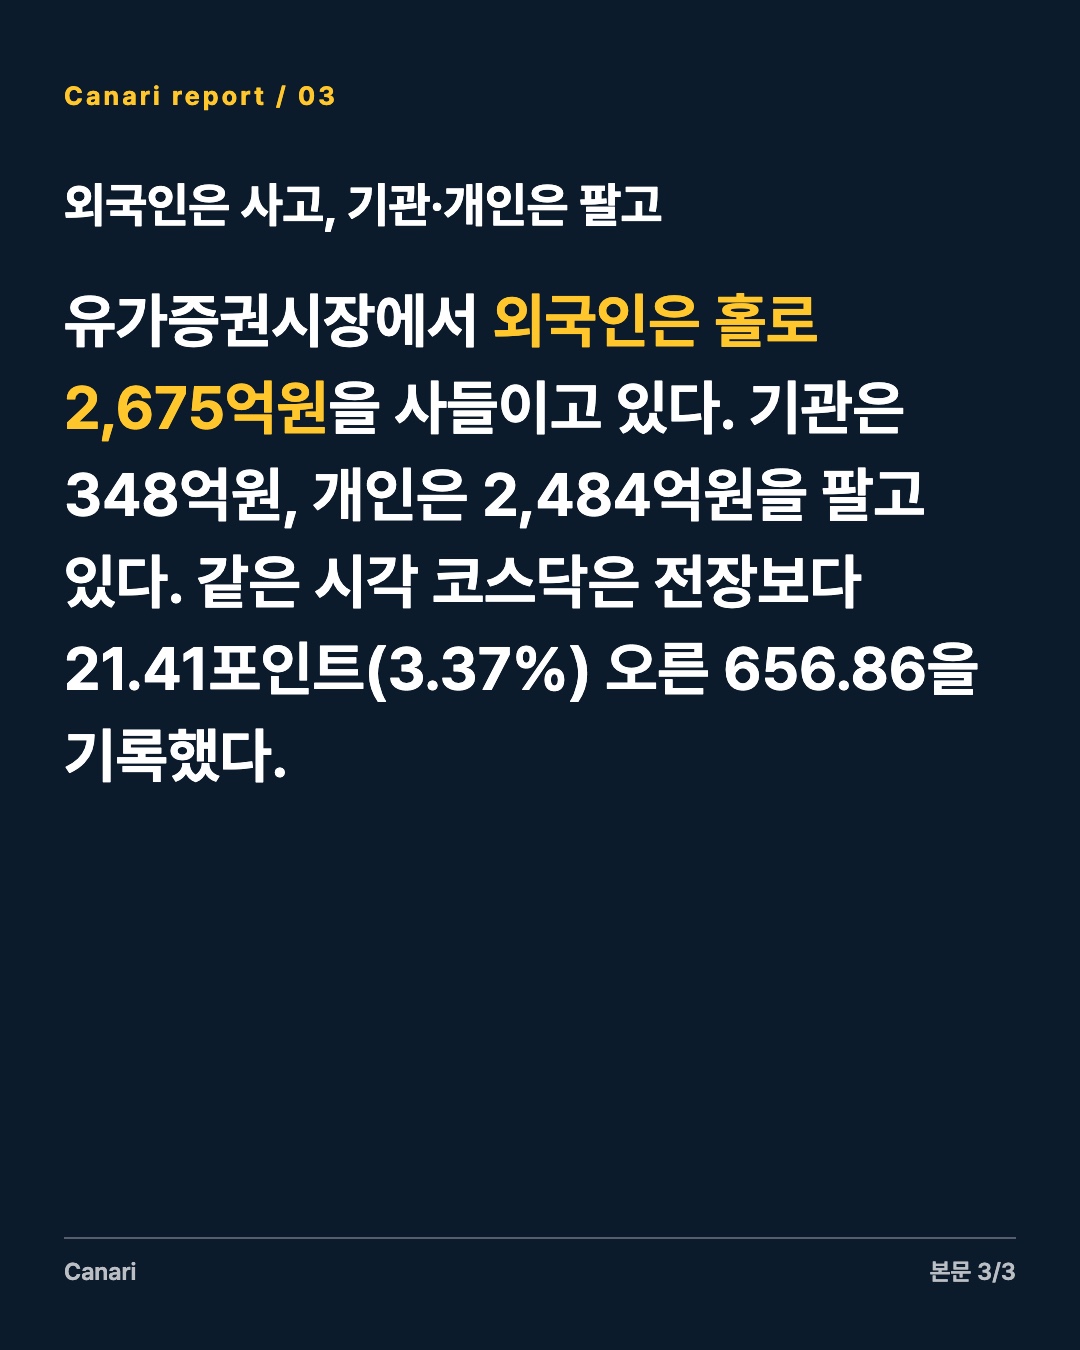 Canari report / 03
외국인은 사고, 기관·개인은 팔고
유가증권시장에서 외국인은 홀로
2,675억원을 사들이고 있다. 기관은
348억원, 개인은 2,484억원을 팔고
있다. 같은 시각 코스닥은 전장보다
21.41포인트(3.37%) 오른 656.86을
기록했다.
Canari
본문 3/3